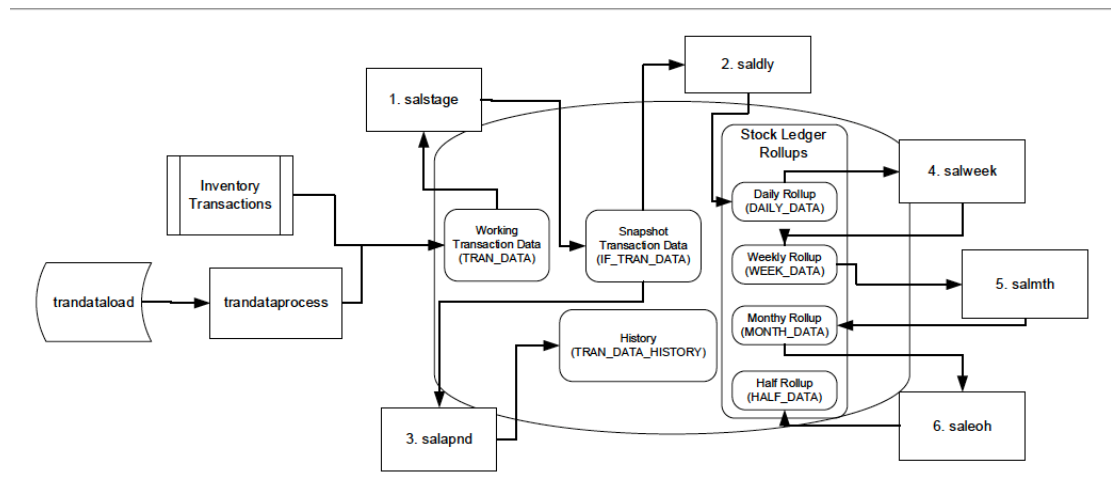 2. saldly
1. salstage
Stock Ledger
Rollups
Inventory
Transactions
Daily Rollup
(DAILY_DATA)
4. salweek
Working
Transaction Data
(TRAN_DATA)
Snapshot
Transaction Data
(IF_TRAN_DATA)
Weekly Rollup
(WEEK_DATA)
5. salmth
trandataload
trandataprocess
Monthy Rollup
(MONTH_DATA)
History
(TRAN_DATA_HISTORY)
Half Rollup
(HALF_DATA)
3. salapnd
6. saleoh